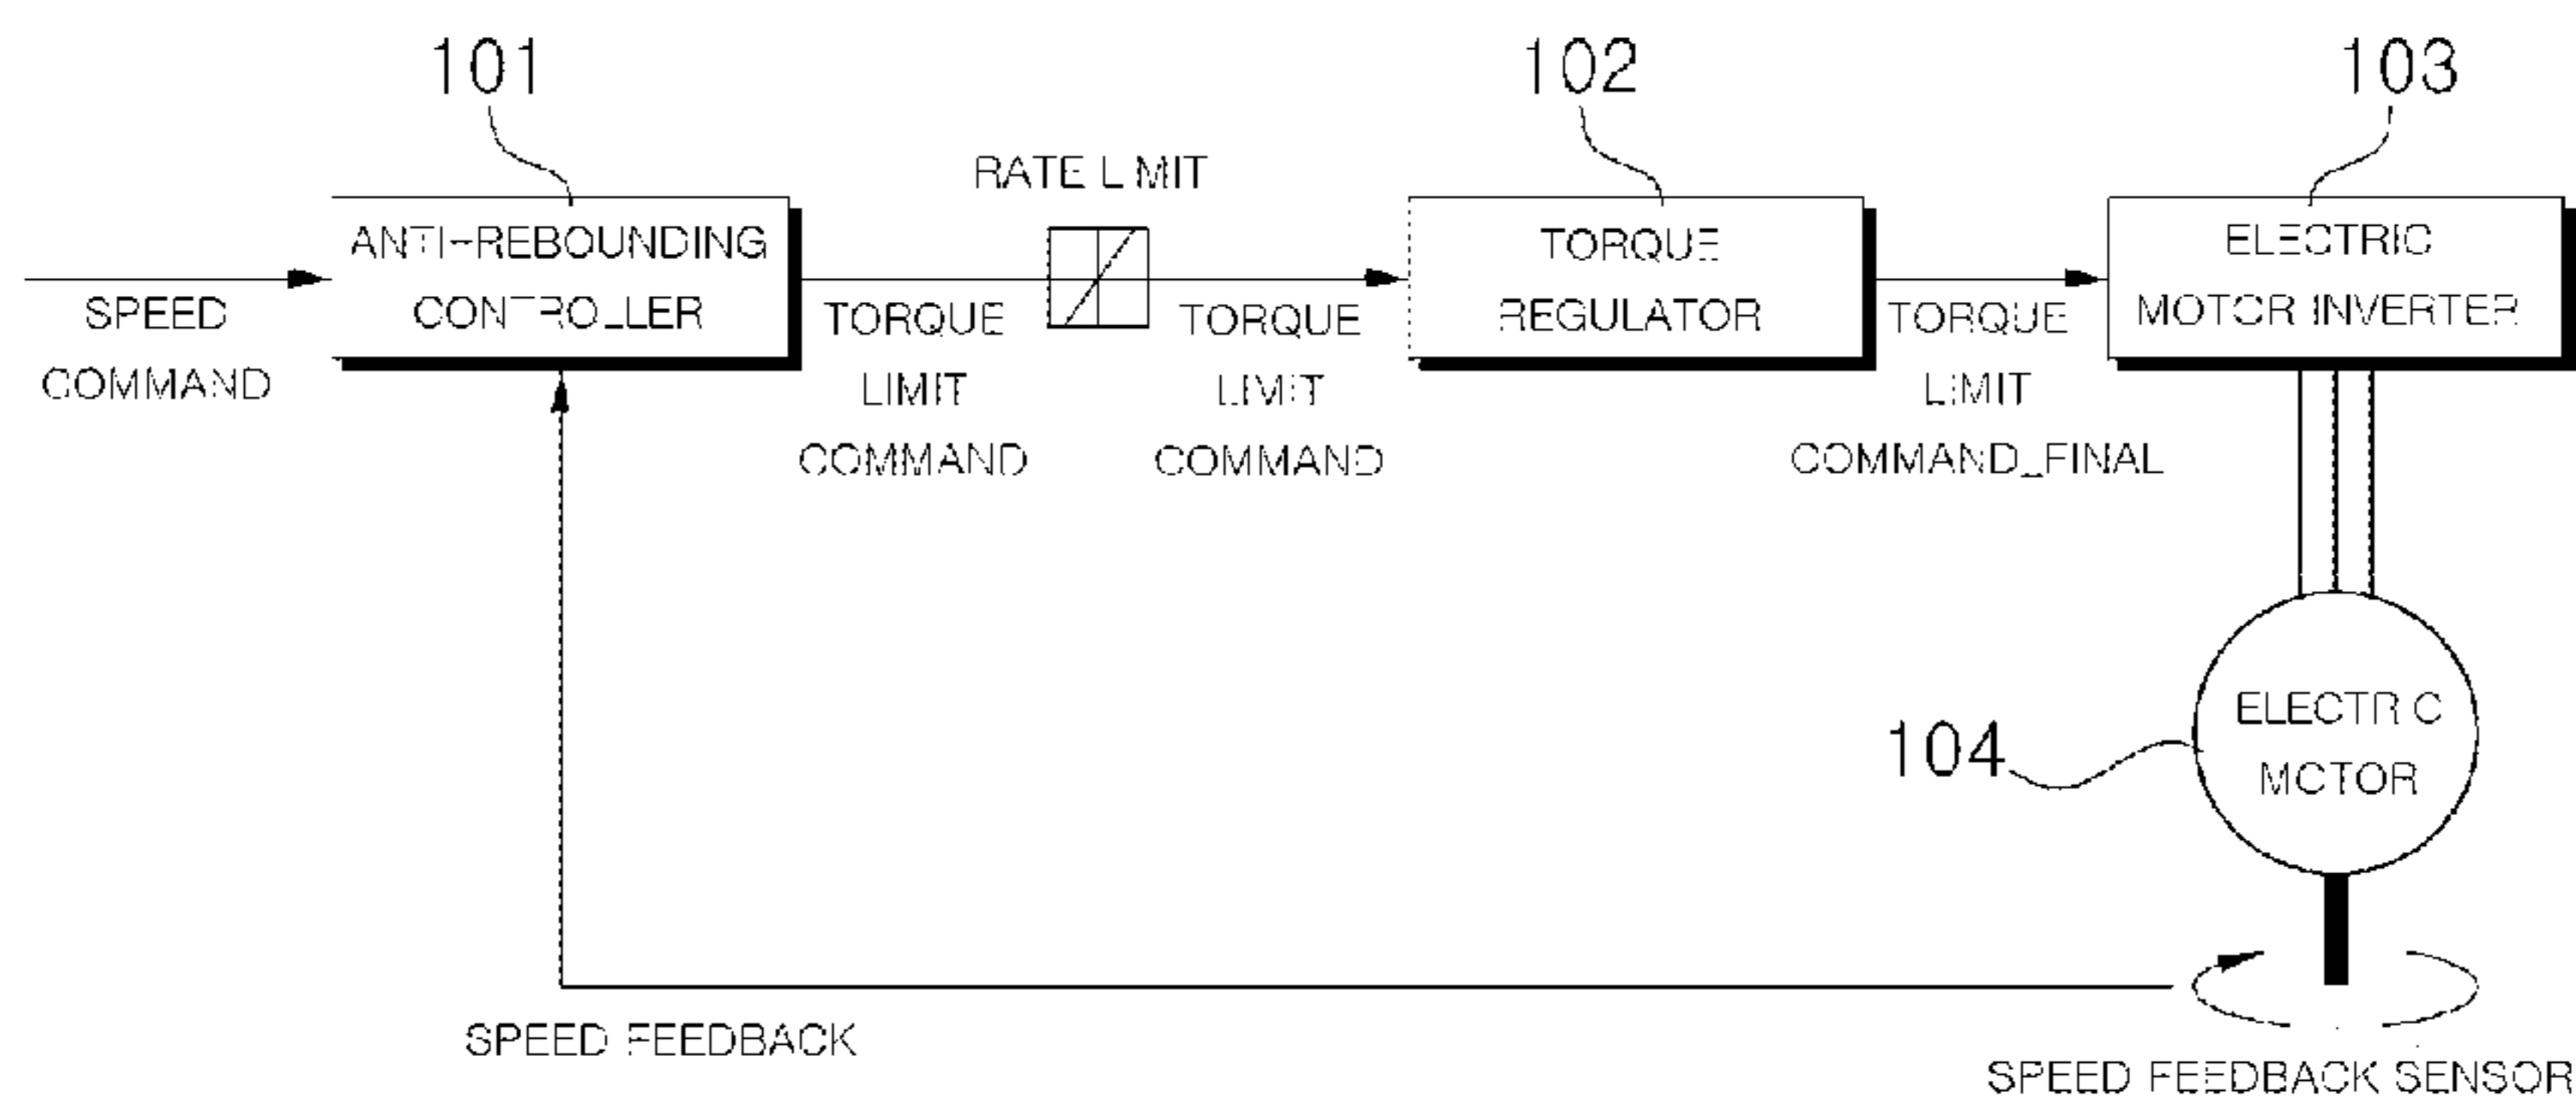 101
102
103
RATE LIMIT
ANTI-REBOUNDING
CONTROLLER
TORQUE
REGULATOR
ELECTRIC
MOTOR INVERTER
SPEED
COMMAND
TORQUE
LIMIT
COMMAND
TORQUE
LIMIT
COMMAND
TORQUE
LIMIT
COMMAND_FINAL
ELECTRIC
MOTOR
104
SPEED FEEDBACK
SPEED FEEDBACK SENSOR